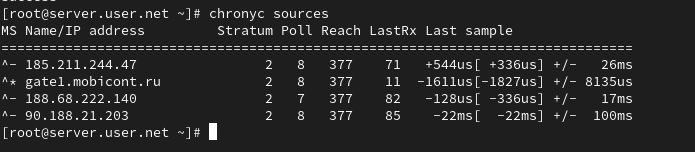 [root@server.user.net ~]# chronyc sources
MS Name/IP address         Stratum Poll Reach LastRx Last sample
===============================================================================
^- 185.211.244.47                2   8   377    71   +544us[ +336us] +/-   26ms
^* gate1.mobicont.ru             2   8   377    11  -1611us[-1827us] +/- 8135us
^- 188.68.222.140                2   7   377    82   -128us[ -336us] +/-   17ms
^- 90.188.21.203                 2   8   377    85    -22ms[  -22ms] +/-  100ms
[root@server.user.net ~]#